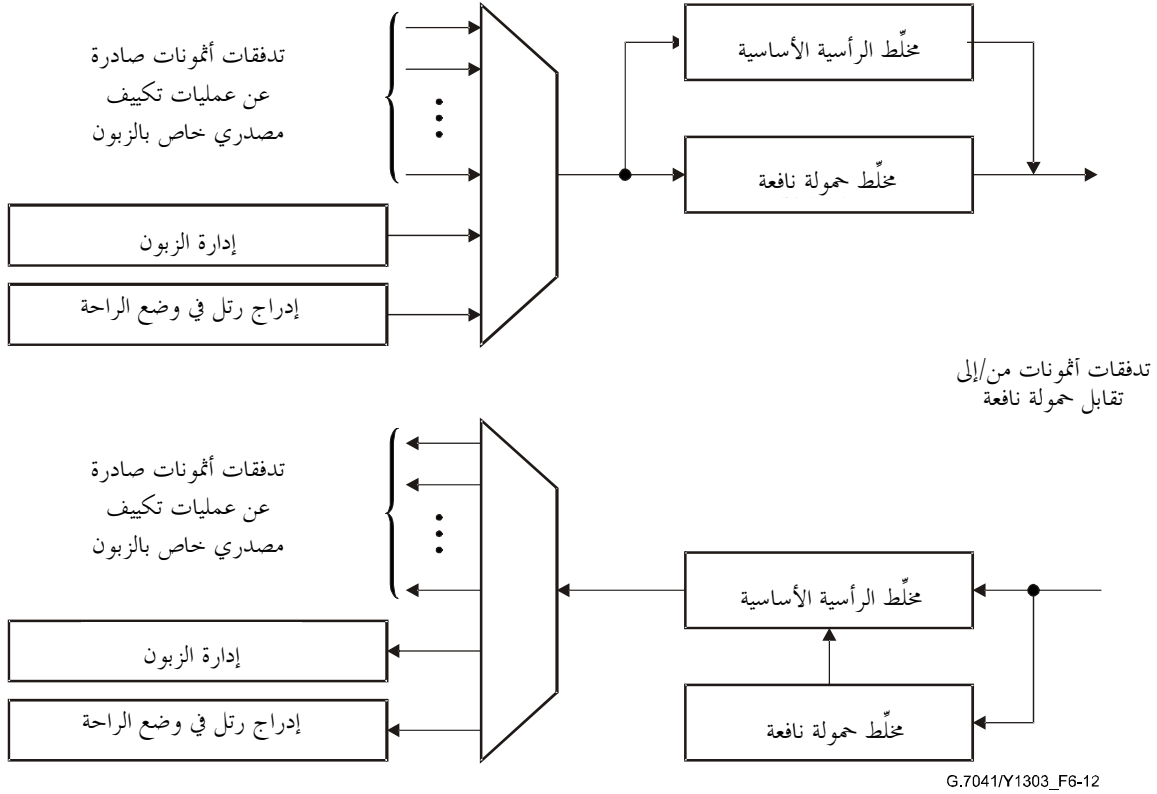 تدفقات أثمونات صادرة
عن عمليات تكييف
مصدري خاص بالزبون
إدارة الزبون
إدراج رتل في وضع الراحة
مخلِّط الرأسية الأساسية
مخلِّط حمولة نافعة
تدفقات أثمونات من/إلى
تقابل حمولة نافعة
تدفقات أثمونات صادرة
عن عمليات تكييف
مصدري خاص بالزبون
إدارة الزبون
إدراج رتل في وضع الراحة
مخلِّط الرأسية الأساسية
مخلِّط حمولة نافعة
G.7041/Y1303_F6-12